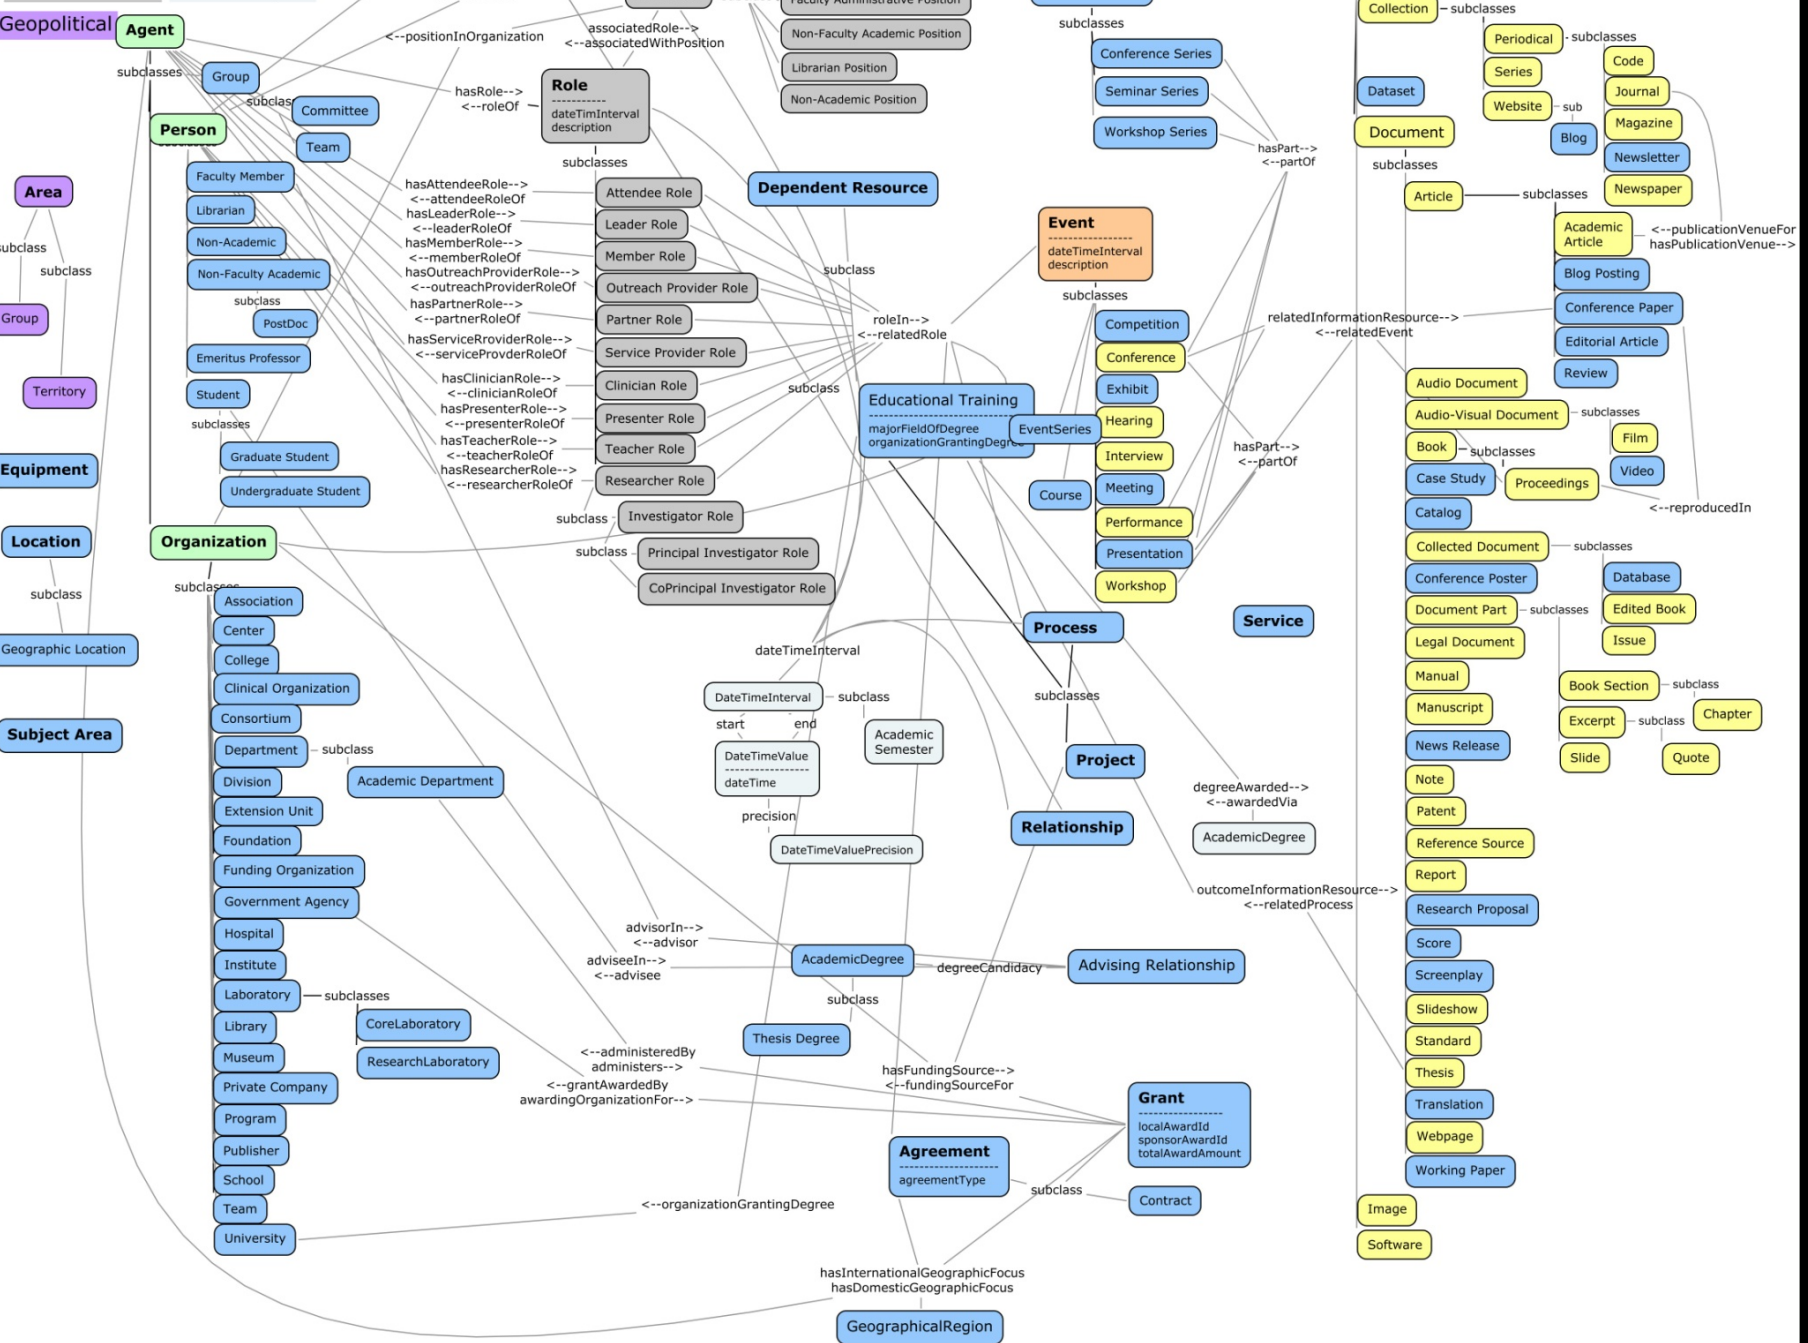 Geopolitical
Agent
subclasses
Group
subclas
Committee
Team
Person
Faculty Member
Librarian
Non-Academic
Non-Faculty Academic
subclass
PostDoc
Emeritus Professor
Student
subclasses
Graduate Student
Undergraduate Student
Area
subclass
subclass
Group
Territory
Equipment
Location
subclass
Geographic Location
Subject Area
Organization
subclasses
Association
Center
College
Clinical Organization
Consortium
Department
subclass
Academic Department
Division
Extension Unit
Foundation
Funding Organization
Government Agency
Hospital
Institute
Laboratory
subclasses
CoreLaboratory
ResearchLaboratory
Library
Museum
Private Company
Program
Publisher
School
Team
University
<--positionInOrganization
associatedRole-->
<--associatedWithPosition
Faculty Administrative Position
Non-Faculty Academic Position
Librarian Position
Non-Academic Position
hasRole-->
<--roleOf
Role
------------
dateTimInterval
description
subclasses
hasAttendeeRole-->
<--attendeeRoleOf
hasLeaderRole-->
<--leaderRoleOf
hasMemberRole-->
<--memberRoleOf
hasOutreachProviderRole-->
<--outreachProviderRoleOf
hasPartnerRole-->
<--partnerRoleOf
hasServiceProviderRole-->
<--serviceProvderRoleOf
hasClinicianRole-->
<--clinicianRoleOf
hasPresenterRole-->
<--presenterRoleOf
hasTeacherRole-->
<--teacherRoleOf
hasResearcherRole-->
<--researcherRoleOf
Attendee Role
Leader Role
Member Role
Outreach Provider Role
Partner Role
Service Provider Role
Clinician Role
Presenter Role
Teacher Role
Researcher Role
subclass
Investigator Role
subclass
Principal Investigator Role
CoPrincipal Investigator Role
Dependent Resource
subclass
roleIn-->
<--relatedRole
subclass
Educational Training
------------------
majorFieldOfDegree
organizationGrantingDegree
EventSeries
subclasses
Conference Series
Seminar Series
Workshop Series
hasPart-->
<--partOf
Event
-----------------
dateTimeInterval
description
subclasses
Competition
Conference
Exhibit
Hearing
Interview
Course
Meeting
Performance
Presentation
Workshop
hasPart-->
<--partOf
relatedInformationResource-->
<--relatedEvent
Process
Service
subclasses
Project
Relationship
dateTimeInterval
DateTimeInterval
subclass
start
end
Academic
Semester
DateTimeValue
-----------------
dateTime
precision
DateTimeValuePrecision
degreeAwarded-->
<--awardedVia
AcademicDegree
outcomeInformationResource-->
<--relatedProcess
advisorIn-->
<--advisor
adviseeIn-->
<--advisee
AcademicDegree
degreeCandidacy
Advising Relationship
subclass
Thesis Degree
<--administeredBy
administers-->
<--grantAwardedBy
awardingOrganizationFor-->
hasFundingSource-->
<--fundingSourceFor
Grant
-----------------
localAwardId
sponsorAwardId
totalAwardAmount
Agreement
--------------------
agreementType
subclass
Contract
<--organizationGrantingDegree
hasInternationalGeographicFocus
hasDomesticGeographicFocus
GeographicalRegion
Collection
subclasses
Periodical
subclasses
Series
Website
sub
Blog
Code
Journal
Magazine
Newsletter
Newspaper
Dataset
Document
subclasses
Article
subclasses
Academic
Article
<--publicationVenueFor
hasPublicationVenue-->
Blog Posting
Conference Paper
Editorial Article
Review
Audio Document
Audio-Visual Document
subclasses
Film
Video
Book
subclasses
Proceedings
<--reproducedIn
Case Study
Catalog
Collected Document
subclasses
Database
Edited Book
Issue
Conference Poster
Document Part
subclasses
Book Section
subclass
Chapter
Excerpt
subclass
Slide
Quote
Legal Document
Manual
Manuscript
News Release
Note
Patent
Reference Source
Report
Research Proposal
Score
Screenplay
Slideshow
Standard
Thesis
Translation
Webpage
Working Paper
Image
Software